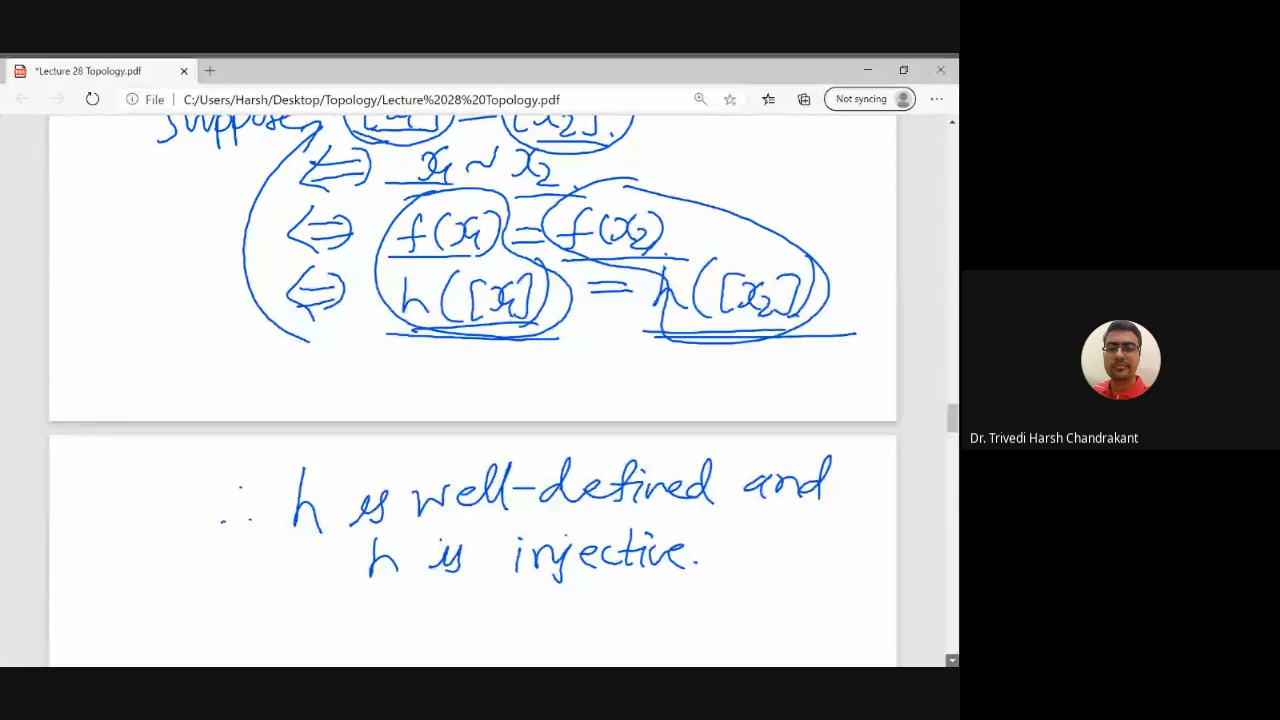 *Lecture 28 Topology.pdf
File
C:/Users/Harsh/Desktop/Topology/Lecture%2028%20Topology.pdf
Not syncing
Suppose, [x₁] = [x₂].
⇔ x₁ ~ x₂
⇔ f(x₁) = f(x₂)
⇔ h([x₁]) = h([x₂])
∴ h is well-defined and
h is injective.
Dr. Trivedi Harsh Chandrakant